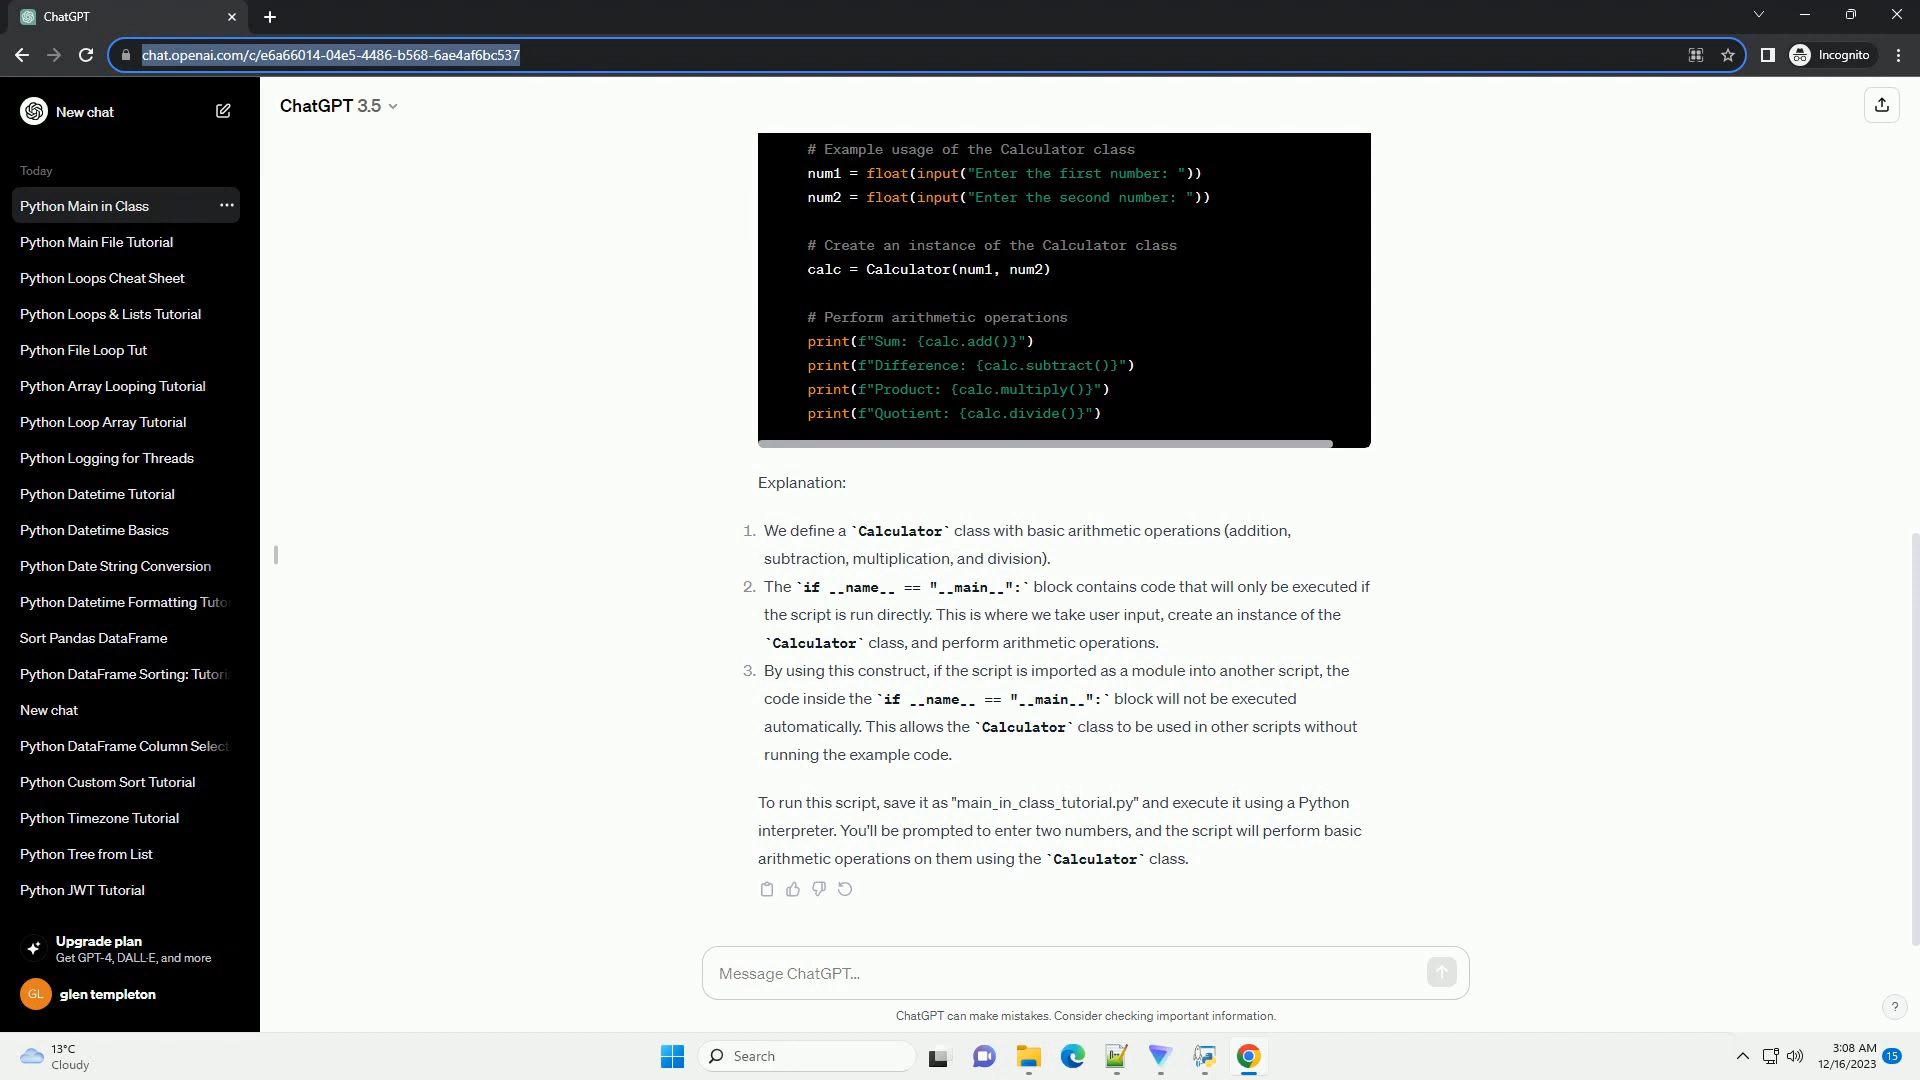 ChatGPT
chat.openai.com/c/e6a66014-04e5-4486-b568-6ae4af6bc537
Incognito
New chat
Today
Python Main in Class
Python Main File Tutorial
Python Loops Cheat Sheet
Python Loops & Lists Tutorial
Python File Loop Tut
Python Array Looping Tutorial
Python Loop Array Tutorial
Python Logging for Threads
Python Datetime Tutorial
Python Datetime Basics
Python Date String Conversion
Python Datetime Formatting Tuto
Sort Pandas DataFrame
Python DataFrame Sorting: Tutori
New chat
Python DataFrame Column Select
Python Custom Sort Tutorial
Python Timezone Tutorial
Python Tree from List
Python JWT Tutorial
Upgrade plan
Get GPT-4, DALL·E, and more
GL
glen templeton
ChatGPT 3.5
# Example usage of the Calculator class
num1 = float(input("Enter the first number: "))
num2 = float(input("Enter the second number: "))
# Create an instance of the Calculator class
calc = Calculator(num1, num2)
# Perform arithmetic operations
print(f"Sum: {calc.add()}")
print(f"Difference: {calc.subtract()}")
print(f"Product: {calc.multiply()}")
print(f"Quotient: {calc.divide()}")
Explanation:
1. We define a `Calculator` class with basic arithmetic operations (addition,
subtraction, multiplication, and division).
2. The `if __name__ == "__main__":` block contains code that will only be executed if
the script is run directly. This is where we take user input, create an instance of the
`Calculator` class, and perform arithmetic operations.
3. By using this construct, if the script is imported as a module into another script, the
code inside the `if __name__ == "__main__":` block will not be executed
automatically. This allows the `Calculator` class to be used in other scripts without
running the example code.
To run this script, save it as "main_in_class_tutorial.py" and execute it using a Python
interpreter. You'll be prompted to enter two numbers, and the script will perform basic
arithmetic operations on them using the `Calculator` class.
Message ChatGPT...
ChatGPT can make mistakes. Consider checking important information.
?
13°C
Cloudy
Search
3:08 AM
12/16/2023
15